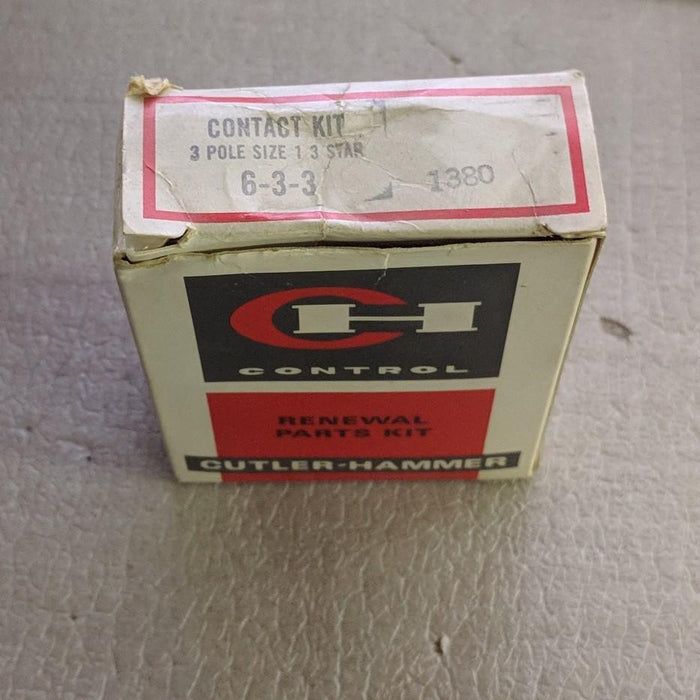 CONTACT KIT
3 POLE SIZE 1 3 STAR
6-3-3 1380
CH
CONTROL
RENEWAL
PARTS KIT
CUTLER-HAMMER